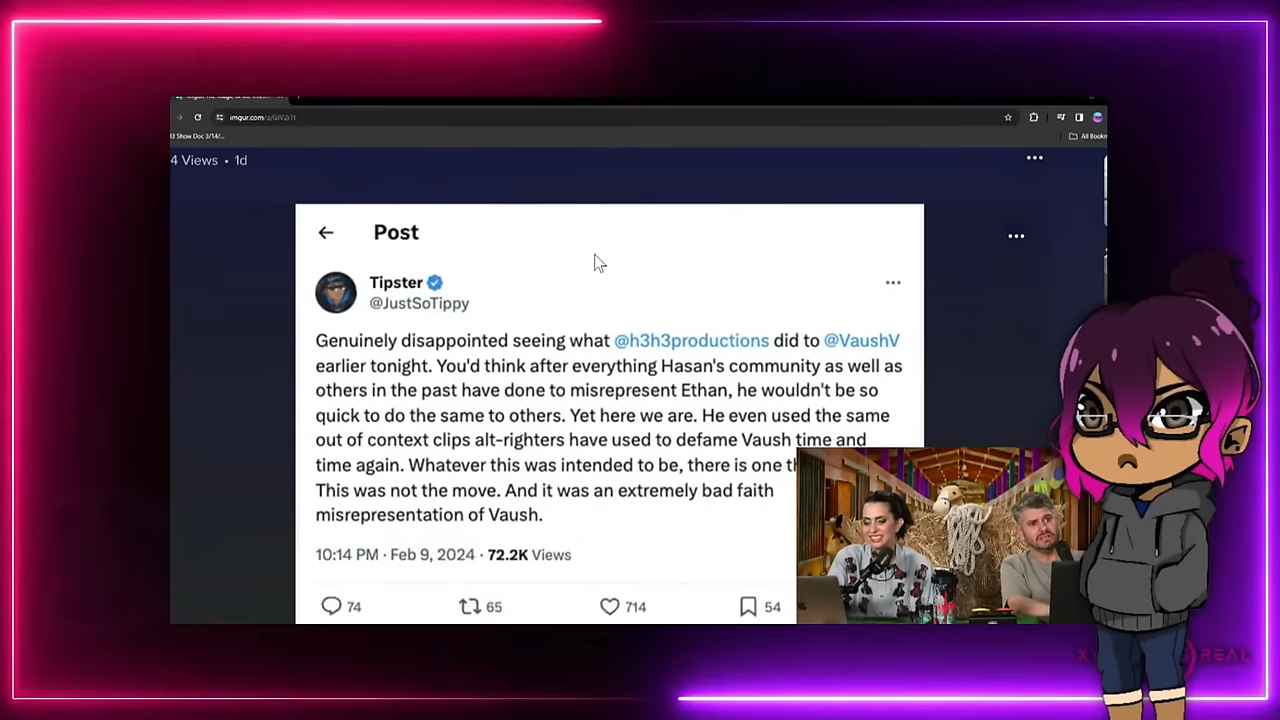 imgur.com/a/GIV2i1t
All Bookm
4 Views • 1d
Post
Tipster
@JustSoTippy
Genuinely disappointed seeing what @h3h3productions did to @VaushV
earlier tonight. You'd think after everything Hasan's community as well as
others in the past have done to misrepresent Ethan, he wouldn't be so
quick to do the same to others. Yet here we are. He even used the same
out of context clips alt-righters have used to defame Vaush time and
time again. Whatever this was intended to be, there is one th
This was not the move. And it was an extremely bad faith
misrepresentation of Vaush.
10:14 PM · Feb 9, 2024 · 72.2K Views
74 65 714 54